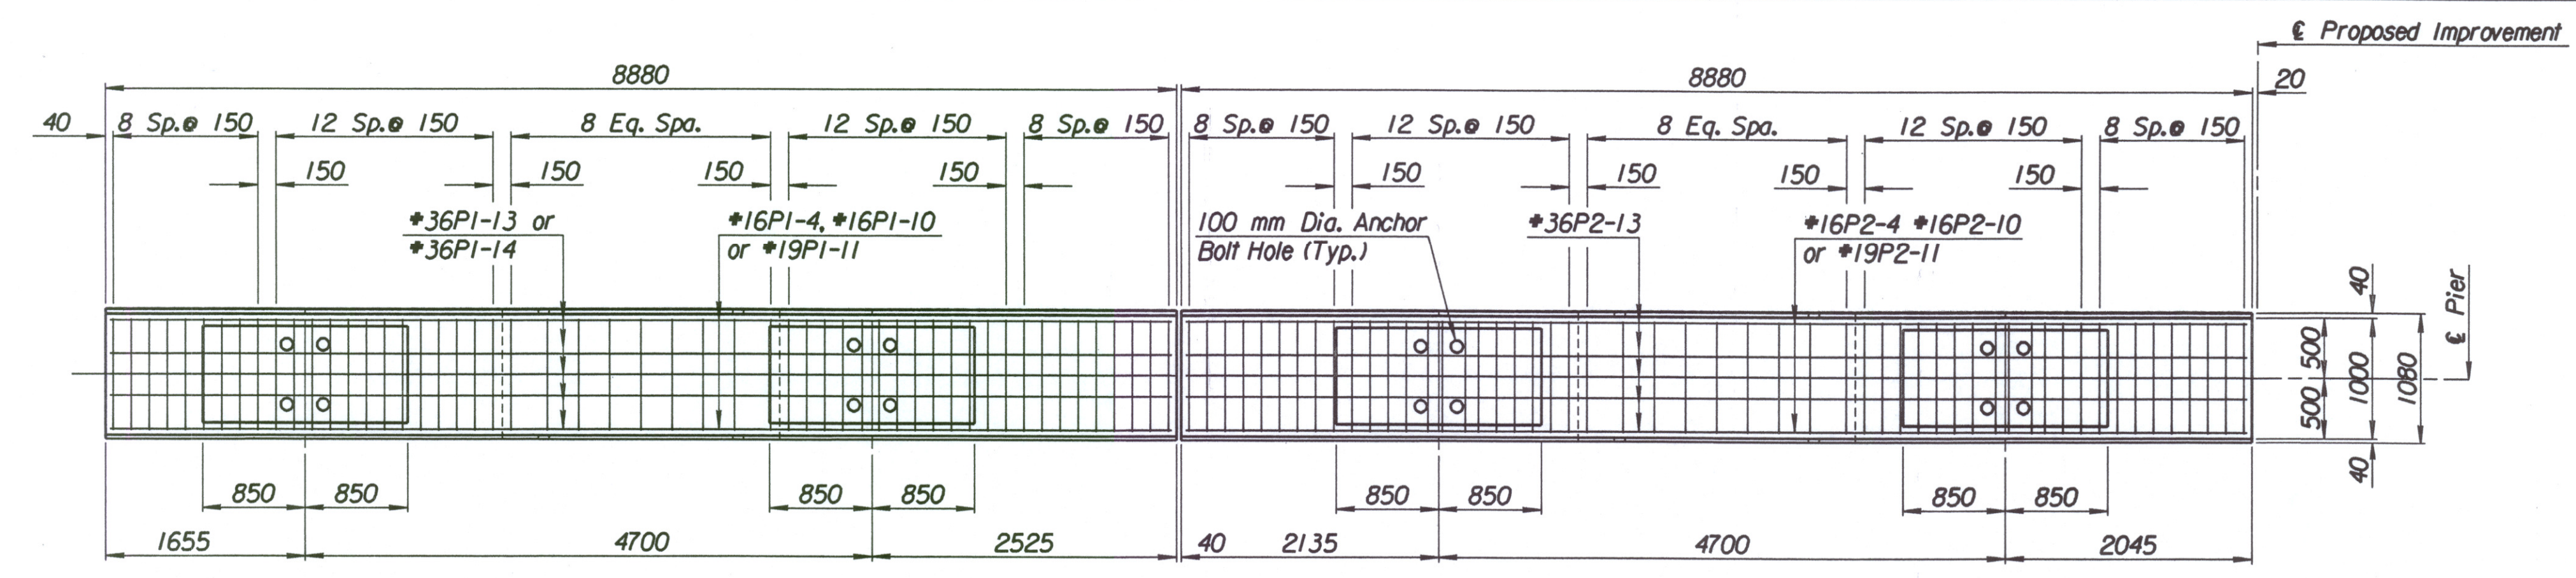 ℄ Proposed Improvement
8880
8880
20
40
8 Sp.@ 150
12 Sp.@ 150
8 Eq. Spa.
12 Sp.@ 150
8 Sp.@ 150
8 Sp.@ 150
12 Sp.@ 150
8 Eq. Spa.
12 Sp.@ 150
8 Sp.@ 150
150
150
150
150
150
150
150
150
#36P1-13 or
#36P1-14
#16P1-4, #16P1-10
or #19P1-11
100 mm Dia. Anchor
Bolt Hole (Typ.)
#36P2-13
#16P2-4 #16P2-10
or #19P2-11
40
500
500
1000
1080
40
℄ Pier
850
850
850
850
850
850
850
850
1655
4700
2525
40
2135
4700
2045